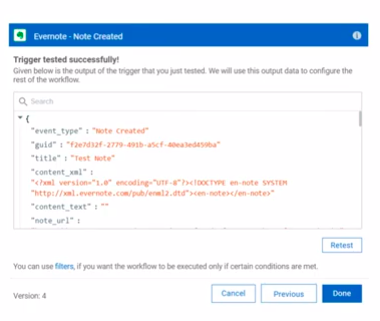 Evernote - Note Created
Trigger tested successfully!
Given below is the output of the trigger that you just tested. We will use this output data to configure the
rest of the workflow.
Search
{
"event_type" : "Note Created"
"guid" : "f2e7d32f-2779-491b-a5cf-40ea3ed459ba"
"title" : "Test Note"
"content_xml" :
"<?xml version="1.0" encoding="UTF-8"?><!DOCTYPE en-note SYSTEM
"http://xml.evernote.com/pub/enml2.dtd"><en-note></en-note>"
"content_text" : ""
"note_url" :
Retest
You can use filters, if you want the workflow to be executed only if certain conditions are met.
Version: 4
Cancel
Previous
Done